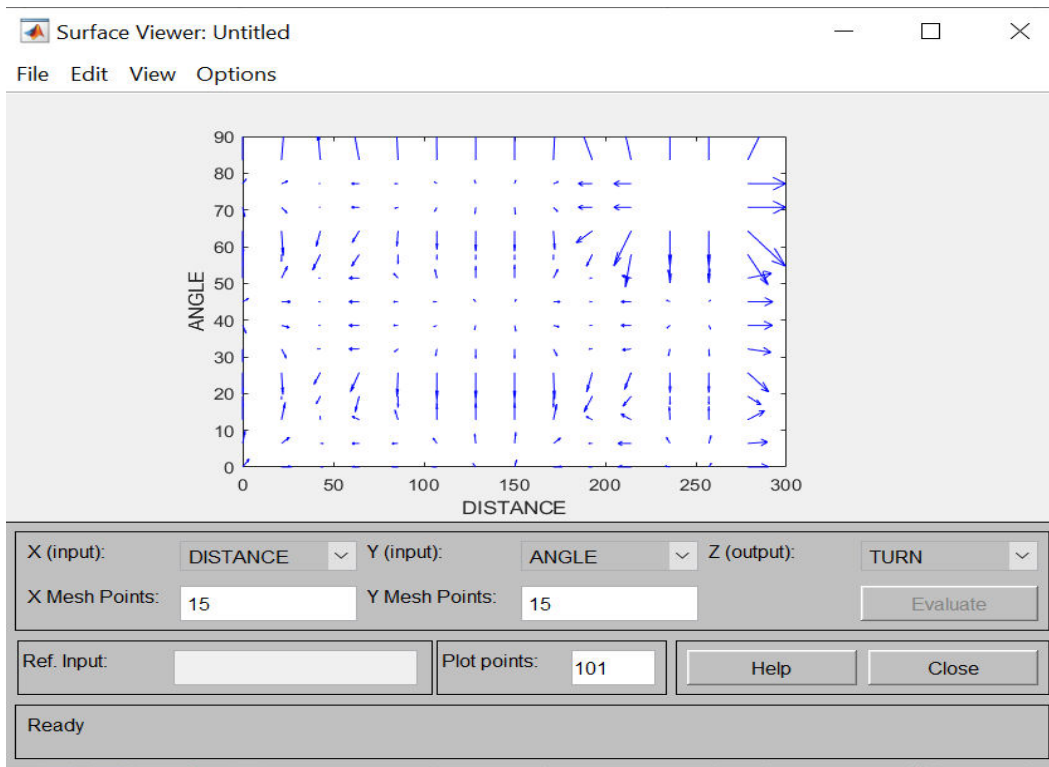 Surface Viewer: Untitled
File Edit View Options
90
80
70
60
50
40
30
20
10
0
ANGLE
0 50 100 150 200 250 300
DISTANCE
X (input): DISTANCE Y (input): ANGLE Z (output): TURN
X Mesh Points: 15 Y Mesh Points: 15 Evaluate
Ref. Input: Plot points: 101 Help Close
Ready